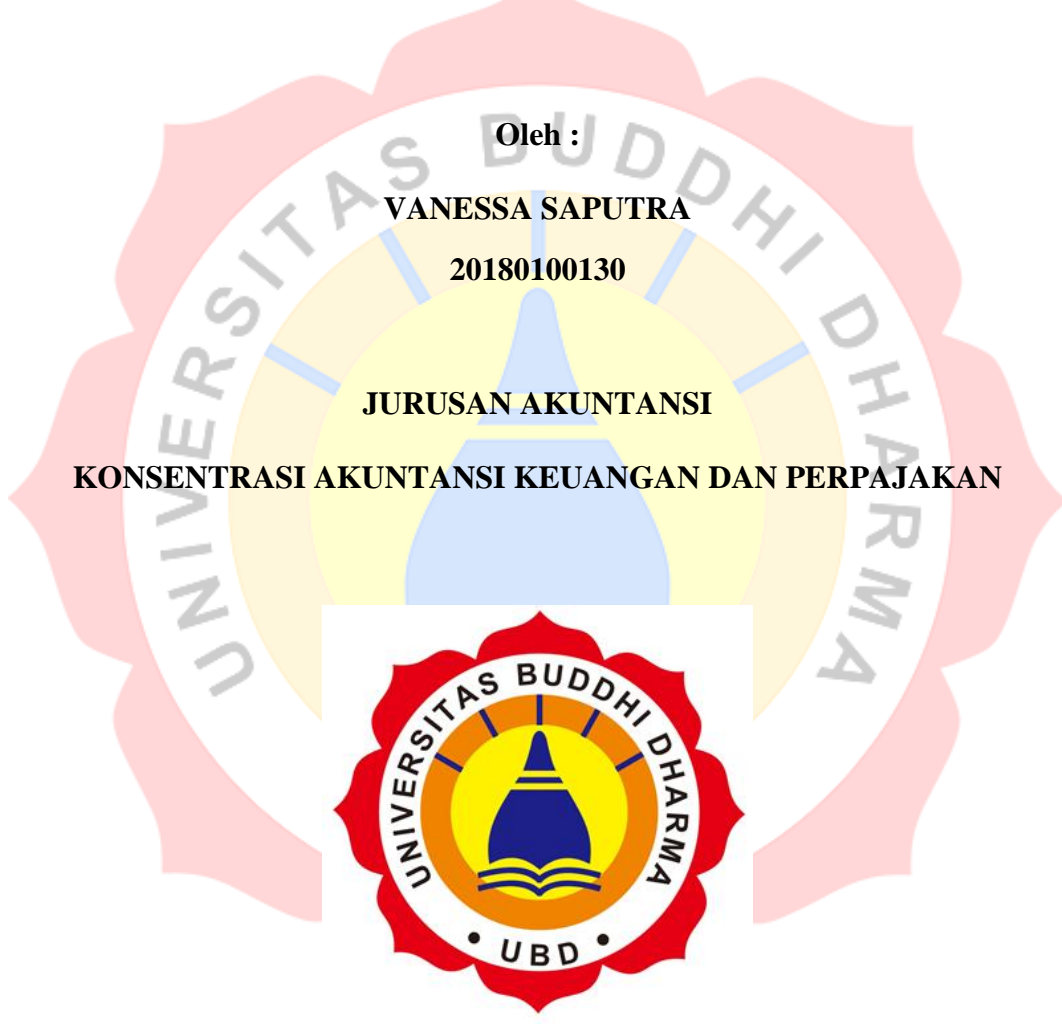 UNIVERSITAS BUDDHI DHARMA
Oleh :
VANESSA SAPUTRA
20180100130
JURUSAN AKUNTANSI
KONSENTRASI AKUNTANSI KEUANGAN DAN PERPAJAKAN
UNIVERSITAS BUDDHI DHARMA
• UBD •